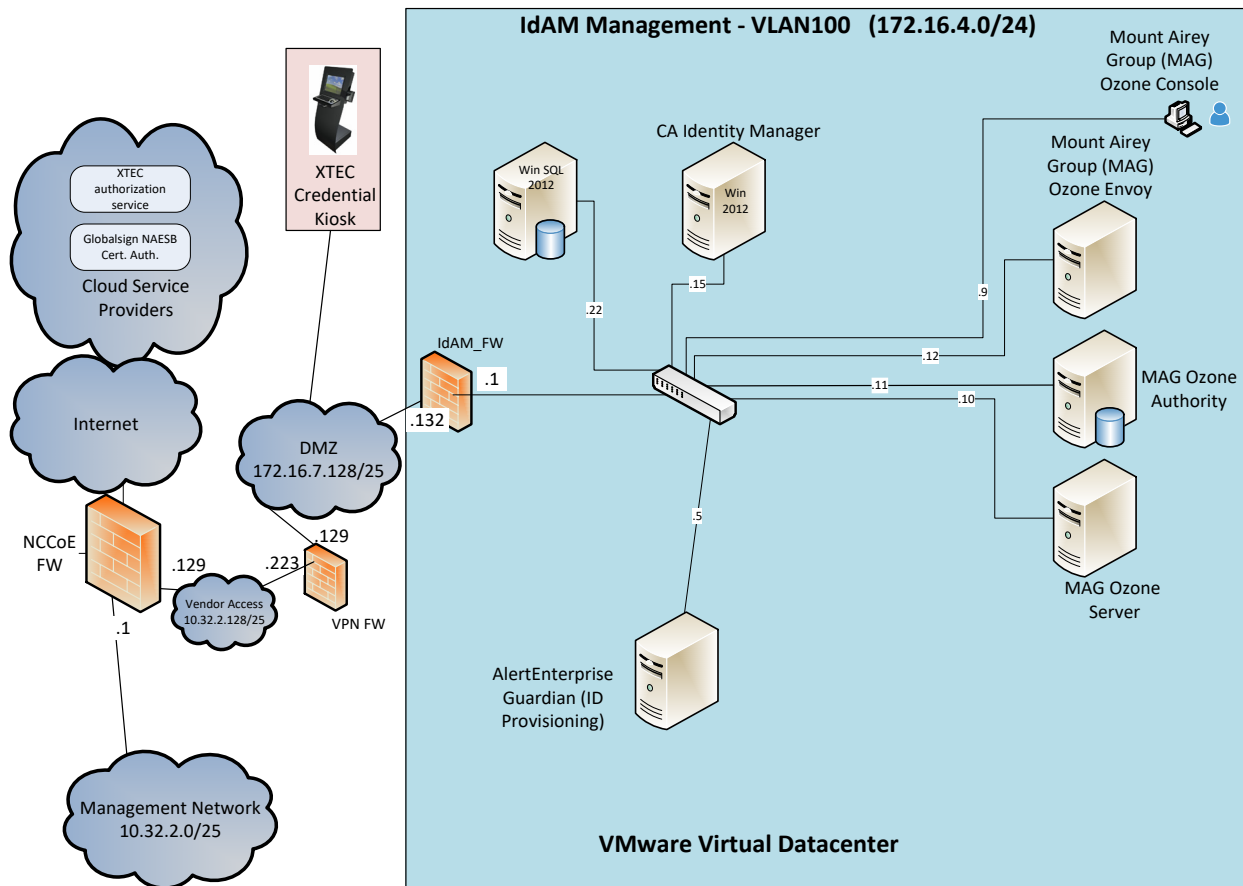 IdAM Management - VLAN100 (172.16.4.0/24)
Mount Airey
Group (MAG)
Ozone Console
XTEC
authorization
service
Globalsign NAESB
Cert. Auth.
Cloud Service
Providers
XTEC
Credential
Kiosk
Win SQL
2012
CA Identity Manager
Win
2012
Mount Airey
Group (MAG)
Ozone Envoy
.22
.15
.9
.12
.11
.10
.5
IdAM_FW
.1
.132
MAG Ozone
Authority
Internet
DMZ
172.16.7.128/25
NCCoE
FW
.129
.223
.129
Vendor Access
10.32.2.128/25
VPN FW
.1
MAG Ozone
Server
AlertEnterprise
Guardian (ID
Provisioning)
Management Network
10.32.2.0/25
VMware Virtual Datacenter